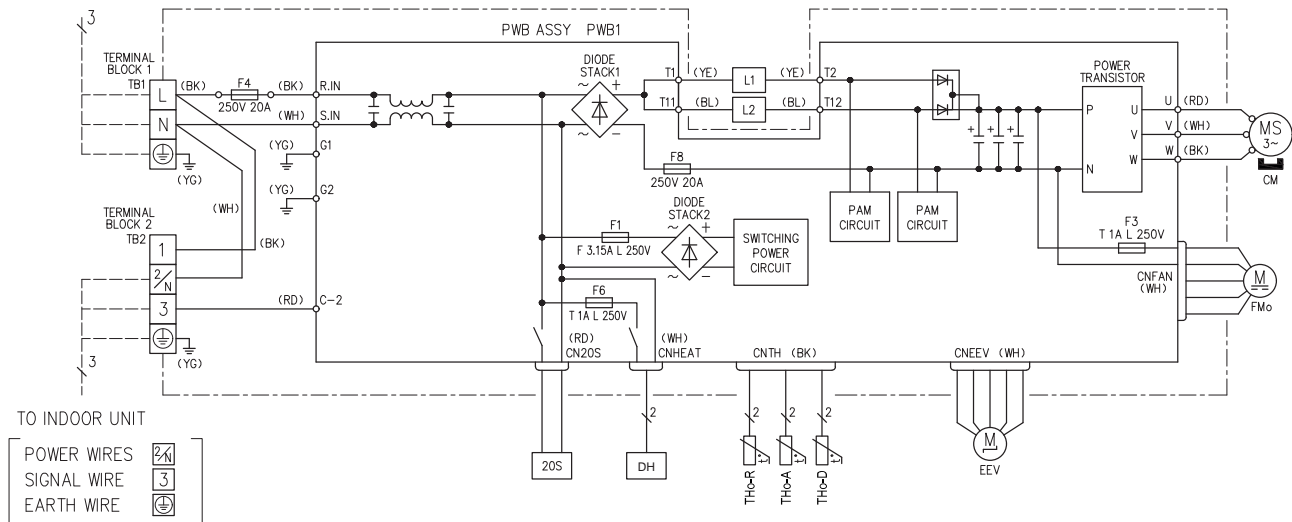 3
PWB ASSY PWB1
TERMINAL
BLOCK 1
TB1
L
N
(YG)
(BK)
F4
250V 20A
(BK)
R.IN
(WH)
S.IN
(YG)
G1
(YG)
G2
DIODE
STACK1
~
+
~
−
T1
(YE)
L1
(YE)
T2
T11
(BL)
L2
(BL)
T12
F8
250V 20A
POWER
TRANSISTOR
P
N
U
V
W
U
(RD)
V
(WH)
W
(BK)
MS
3~
CM
+
+
+
PAM
CIRCUIT
PAM
CIRCUIT
TERMINAL
BLOCK 2
TB2
1
2/N
3
(YG)
(WH)
(BK)
(RD)
C-2
3
F1
F 3.15A L 250V
DIODE
STACK2
~
+
~
−
SWITCHING
POWER
CIRCUIT
F6
T 1A L 250V
F3
T 1A L 250V
CNFAN
(WH)
M
FMo
(RD)
CN20S
(WH)
CNHEAT
CNTH (BK)
CNEEV (WH)
2
2
2
2
20S
DH
THo-R
t°
THo-A
t°
THo-D
t°
M
EEV
TO INDOOR UNIT
POWER WIRES 2/N
SIGNAL WIRE 3
EARTH WIRE